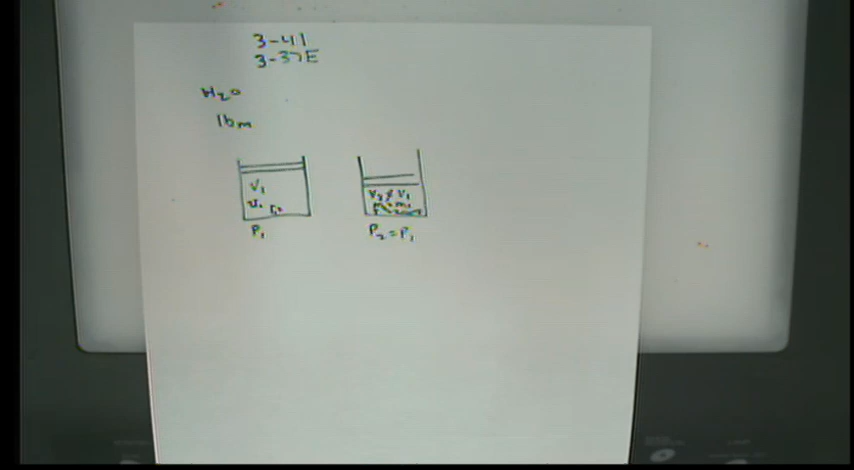 3-41
3-37E
H₂O
lbm
V₁
P₁
V₂ ≠ V₁
P₂ = P₁